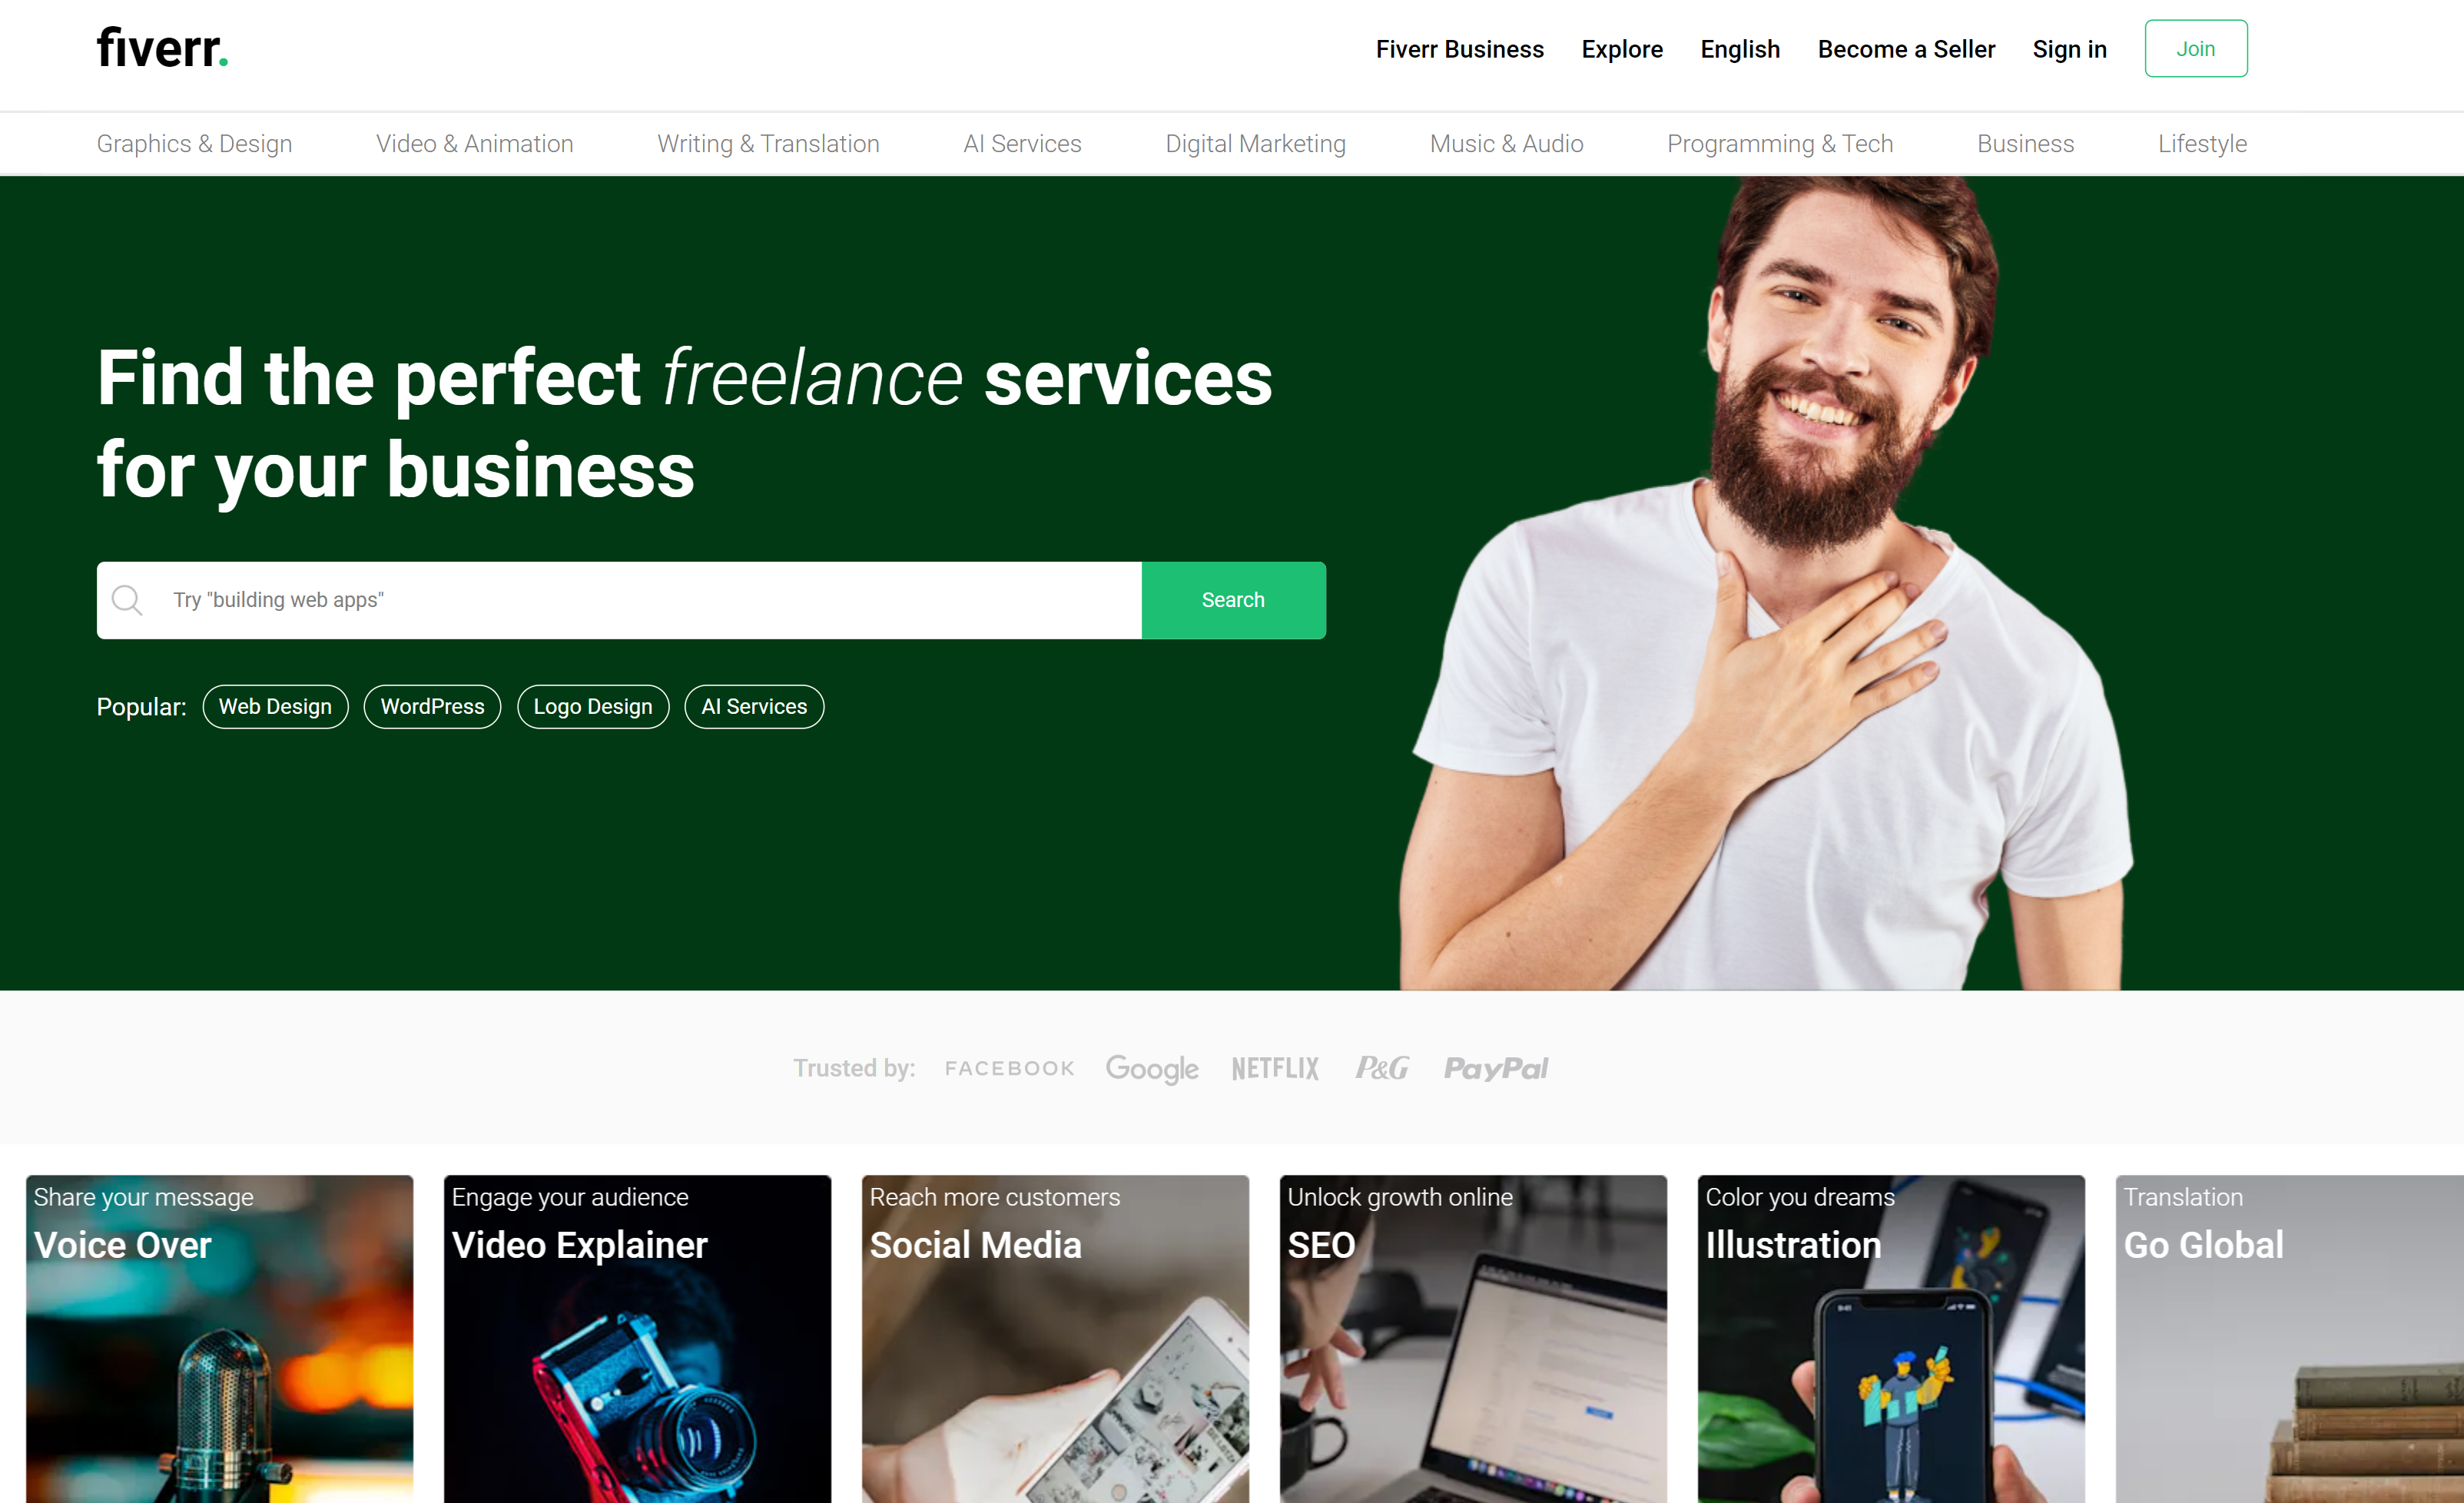 fiverr.
Fiverr Business Explore English Become a Seller Sign in Join
Graphics & Design Video & Animation Writing & Translation AI Services Digital Marketing Music & Audio Programming & Tech Business Lifestyle
Find the perfect freelance services
for your business
Try "building web apps" Search
Popular: Web Design WordPress Logo Design AI Services
Trusted by: FACEBOOK Google NETFLIX P&G PayPal
Share your message
Voice Over
Engage your audience
Video Explainer
Reach more customers
Social Media
Unlock growth online
SEO
Color you dreams
Illustration
9:41
Translation
Go Global